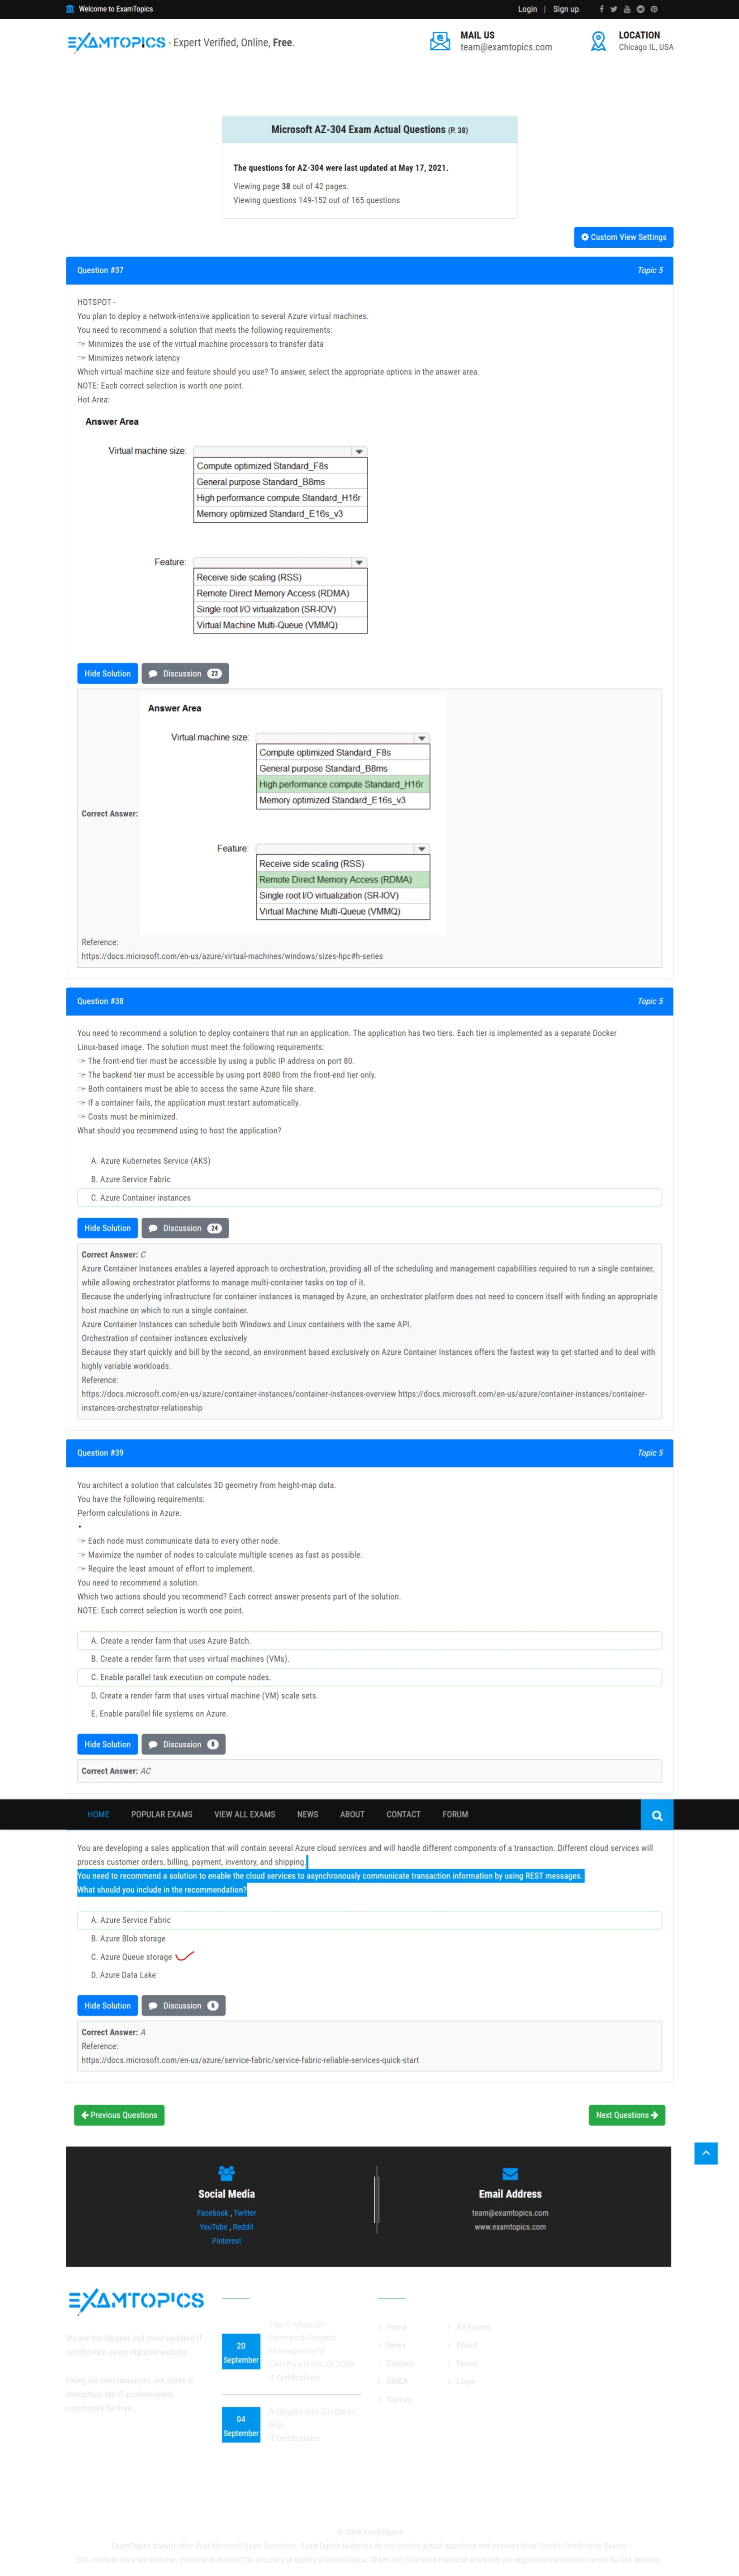 Welcome to ExamTopics
Login | Sign up
EXAMTOPICS - Expert Verified, Online, Free.
MAIL US
team@examtopics.com
LOCATION
Chicago IL, USA
Microsoft AZ-304 Exam Actual Questions (P. 38)
The questions for AZ-304 were last updated at May 17, 2021.
Viewing page 38 out of 42 pages.
Viewing questions 149-152 out of 165 questions
Custom View Settings
Question #37 Topic 5
HOTSPOT -
You plan to deploy a network-intensive application to several Azure virtual machines.
You need to recommend a solution that meets the following requirements:
Minimizes the use of the virtual machine processors to transfer data
Minimizes network latency
Which virtual machine size and feature should you use? To answer, select the appropriate options in the answer area.
NOTE: Each correct selection is worth one point.
Hot Area:
Answer Area
Virtual machine size:
Compute optimized Standard_F8s
General purpose Standard_B8ms
High performance compute Standard_H16r
Memory optimized Standard_E16s_v3
Feature:
Receive side scaling (RSS)
Remote Direct Memory Access (RDMA)
Single root I/O virtualization (SR-IOV)
Virtual Machine Multi-Queue (VMMQ)
Hide Solution Discussion 23
Answer Area
Virtual machine size:
Compute optimized Standard_F8s
General purpose Standard_B8ms
High performance compute Standard_H16r
Memory optimized Standard_E16s_v3
Correct Answer:
Feature:
Receive side scaling (RSS)
Remote Direct Memory Access (RDMA)
Single root I/O virtualization (SR-IOV)
Virtual Machine Multi-Queue (VMMQ)
Reference:
https://docs.microsoft.com/en-us/azure/virtual-machines/windows/sizes-hpc#h-series
Question #38 Topic 5
You need to recommend a solution to deploy containers that run an application. The application has two tiers. Each tier is implemented as a separate Docker
Linux-based image. The solution must meet the following requirements:
The front-end tier must be accessible by using a public IP address on port 80.
The backend tier must be accessible by using port 8080 from the front-end tier only.
Both containers must be able to access the same Azure file share.
If a container fails, the application must restart automatically.
Costs must be minimized.
What should you recommend using to host the application?
A. Azure Kubernetes Service (AKS)
B. Azure Service Fabric
C. Azure Container instances
Hide Solution Discussion 24
Correct Answer: C
Azure Container Instances enables a layered approach to orchestration, providing all of the scheduling and management capabilities required to run a single container,
while allowing orchestrator platforms to manage multi-container tasks on top of it.
Because the underlying infrastructure for container instances is managed by Azure, an orchestrator platform does not need to concern itself with finding an appropriate
host machine on which to run a single container.
Azure Container Instances can schedule both Windows and Linux containers with the same API.
Orchestration of container instances exclusively
Because they start quickly and bill by the second, an environment based exclusively on Azure Container Instances offers the fastest way to get started and to deal with
highly variable workloads.
Reference:
https://docs.microsoft.com/en-us/azure/container-instances/container-instances-overview https://docs.microsoft.com/en-us/azure/container-instances/container-
instances-orchestrator-relationship
Question #39 Topic 5
You architect a solution that calculates 3D geometry from height-map data.
You have the following requirements:
Perform calculations in Azure.
•
Each node must communicate data to every other node.
Maximize the number of nodes to calculate multiple scenes as fast as possible.
Require the least amount of effort to implement.
You need to recommend a solution.
Which two actions should you recommend? Each correct answer presents part of the solution.
NOTE: Each correct selection is worth one point.
A. Create a render farm that uses Azure Batch.
B. Create a render farm that uses virtual machines (VMs).
C. Enable parallel task execution on compute nodes.
D. Create a render farm that uses virtual machine (VM) scale sets.
E. Enable parallel file systems on Azure.
Hide Solution Discussion 8
Correct Answer: AC
HOME POPULAR EXAMS VIEW ALL EXAMS NEWS ABOUT CONTACT FORUM
You are developing a sales application that will contain several Azure cloud services and will handle different components of a transaction. Different cloud services will
process customer orders, billing, payment, inventory, and shipping.
You need to recommend a solution to enable the cloud services to asynchronously communicate transaction information by using REST messages.
What should you include in the recommendation?
A. Azure Service Fabric
B. Azure Blob storage
C. Azure Queue storage
D. Azure Data Lake
Hide Solution Discussion 6
Correct Answer: A
Reference:
https://docs.microsoft.com/en-us/azure/service-fabric/service-fabric-reliable-services-quick-start
Previous Questions Next Questions
Social Media
Facebook , Twitter
YouTube , Reddit
Pinterest
Email Address
team@examtopics.com
www.examtopics.com
EXAMTOPICS
We are the biggest and most updated IT
certification exam material website.
Using our own resources, we strive to
strengthen the IT professionals
community for free.
20
September
The 5 Most In-
Demand Project
Management
Certifications of 2019
IT Certifications
04
September
A Beginners Guide to
SQL
IT Certifications
Home
News
Contact
DMCA
Sign up
All Exams
About
Forum
Login
© 2018 ExamTopics
ExamTopics doesn't offer Real Microsoft Exam Questions. ExamTopics Materials do not contain actual questions and answers from Cisco's Certification Exams.
CFA Institute does not endorse, promote or warrant the accuracy or quality of ExamTopics. CFA® and Chartered Financial Analyst® are registered trademarks owned by CFA Institute.